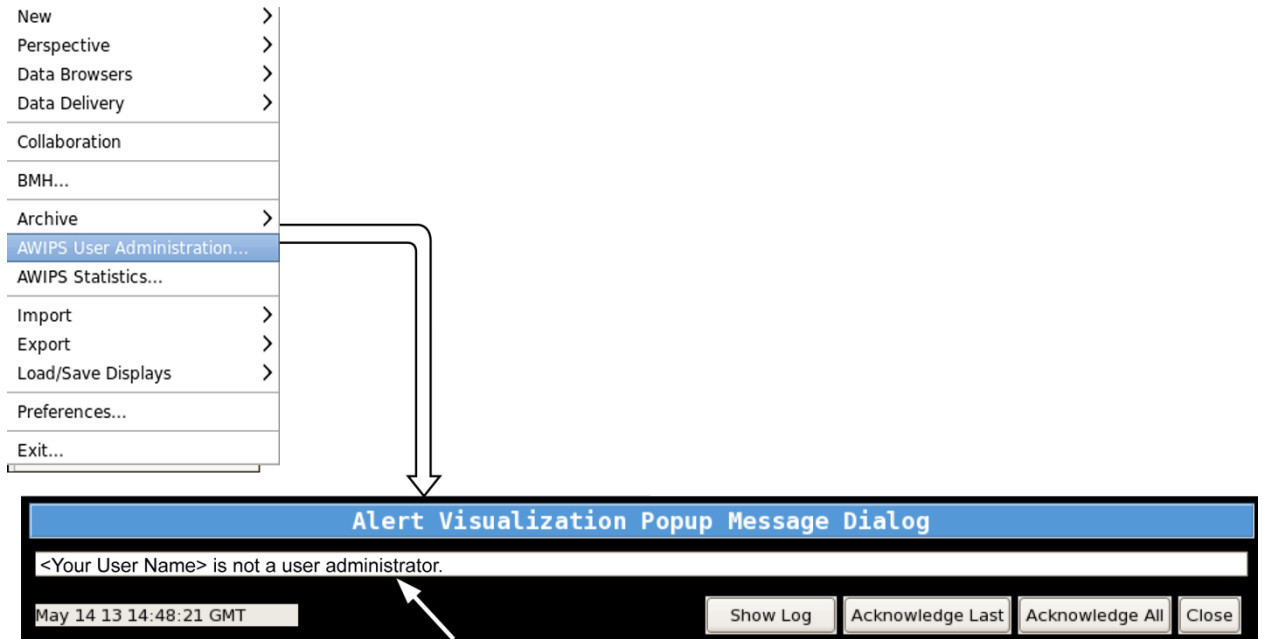 New
Perspective
Data Browsers
Data Delivery
Collaboration
BMH...
Archive
AWIPS User Administration...
AWIPS Statistics...
Import
Export
Load/Save Displays
Preferences...
Exit...
Alert Visualization Popup Message Dialog
<Your User Name> is not a user administrator.
May 14 13 14:48:21 GMT Show Log Acknowledge Last Acknowledge All Close